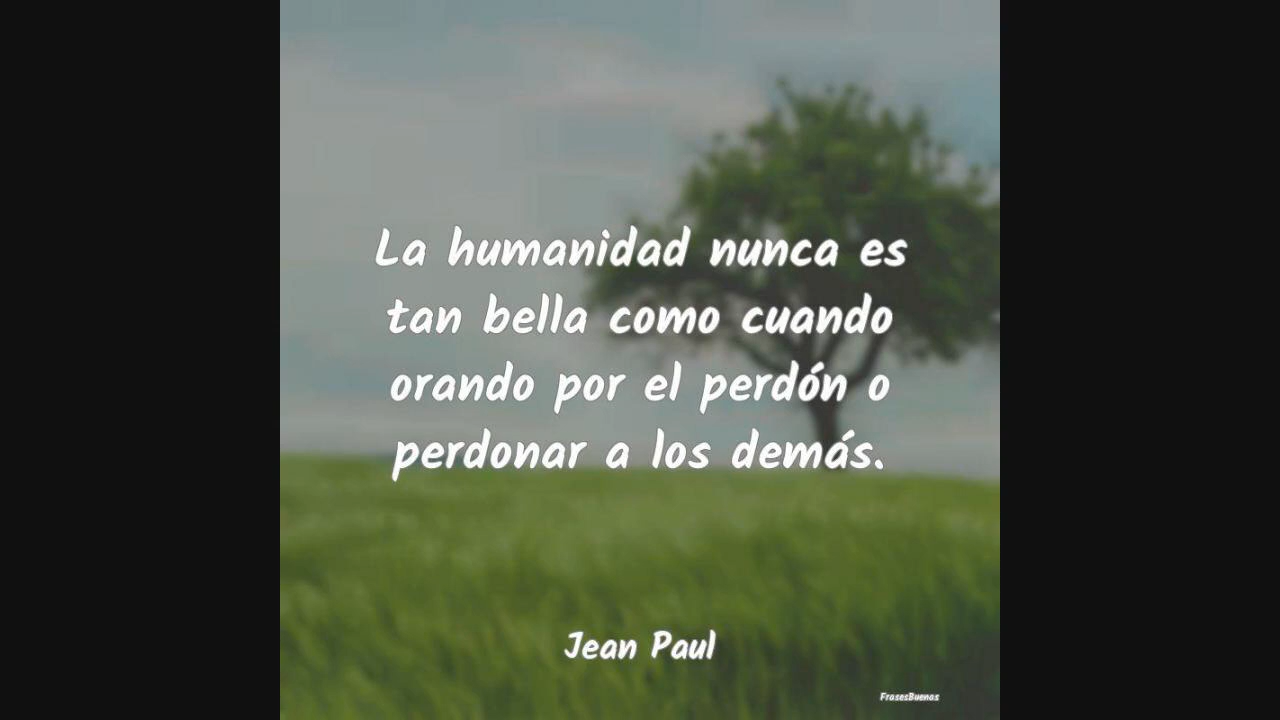 La humanidad nunca es
tan bella como cuando
orando por el perdón o
perdonar a los demás.
Jean Paul
FrasesBuenas